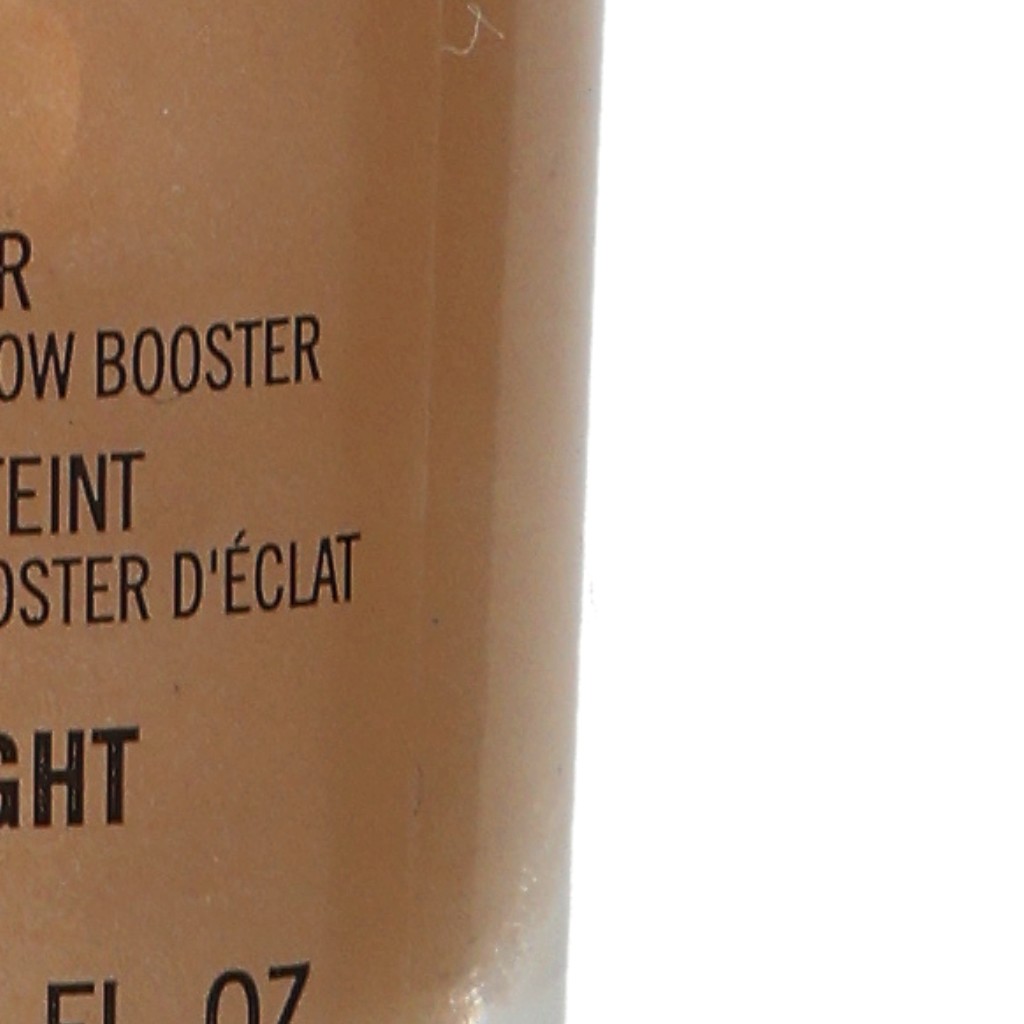 R
OW BOOSTER
TEINT
OSTER D'ÉCLAT
GHT
FL OZ